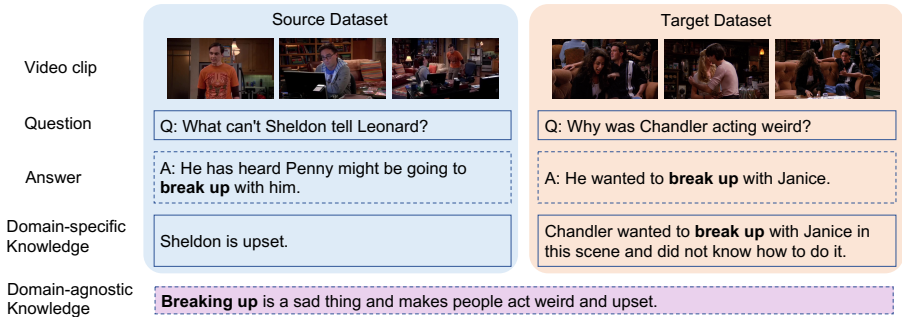 Source Dataset
Target Dataset
Video clip
Question
Q: What can't Sheldon tell Leonard?
Q: Why was Chandler acting weird?
Answer
A: He has heard Penny might be going to
break up with him.
A: He wanted to break up with Janice.
Domain-specific
Knowledge
Sheldon is upset.
Chandler wanted to break up with Janice in
this scene and did not know how to do it.
Domain-agnostic
Knowledge
Breaking up is a sad thing and makes people act weird and upset.